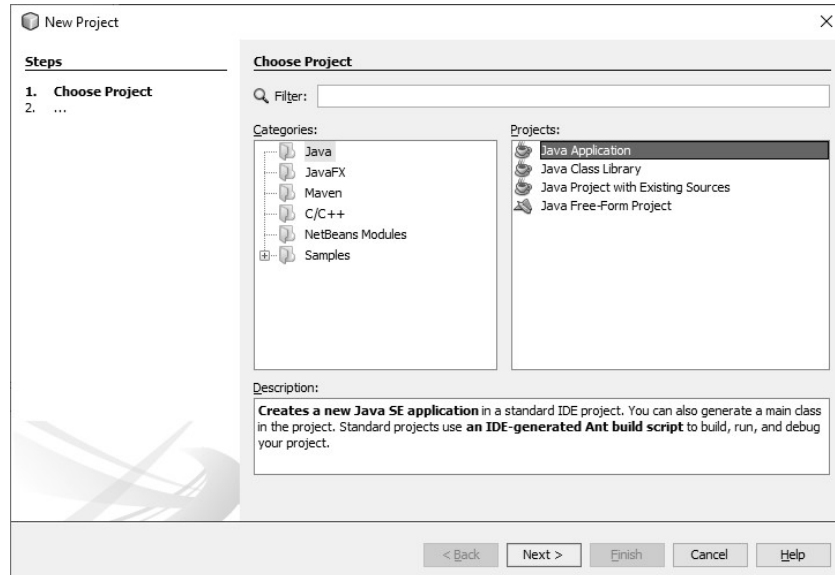 New Project
Steps
1. Choose Project
2. ...
Choose Project
Filter:
Categories:
Java
JavaFX
Maven
C/C++
NetBeans Modules
Samples
Projects:
Java Application
Java Class Library
Java Project with Existing Sources
Java Free-Form Project
Description:
Creates a new Java SE application in a standard IDE project. You can also generate a main class
in the project. Standard projects use an IDE-generated Ant build script to build, run, and debug
your project.
< Back
Next >
Finish
Cancel
Help